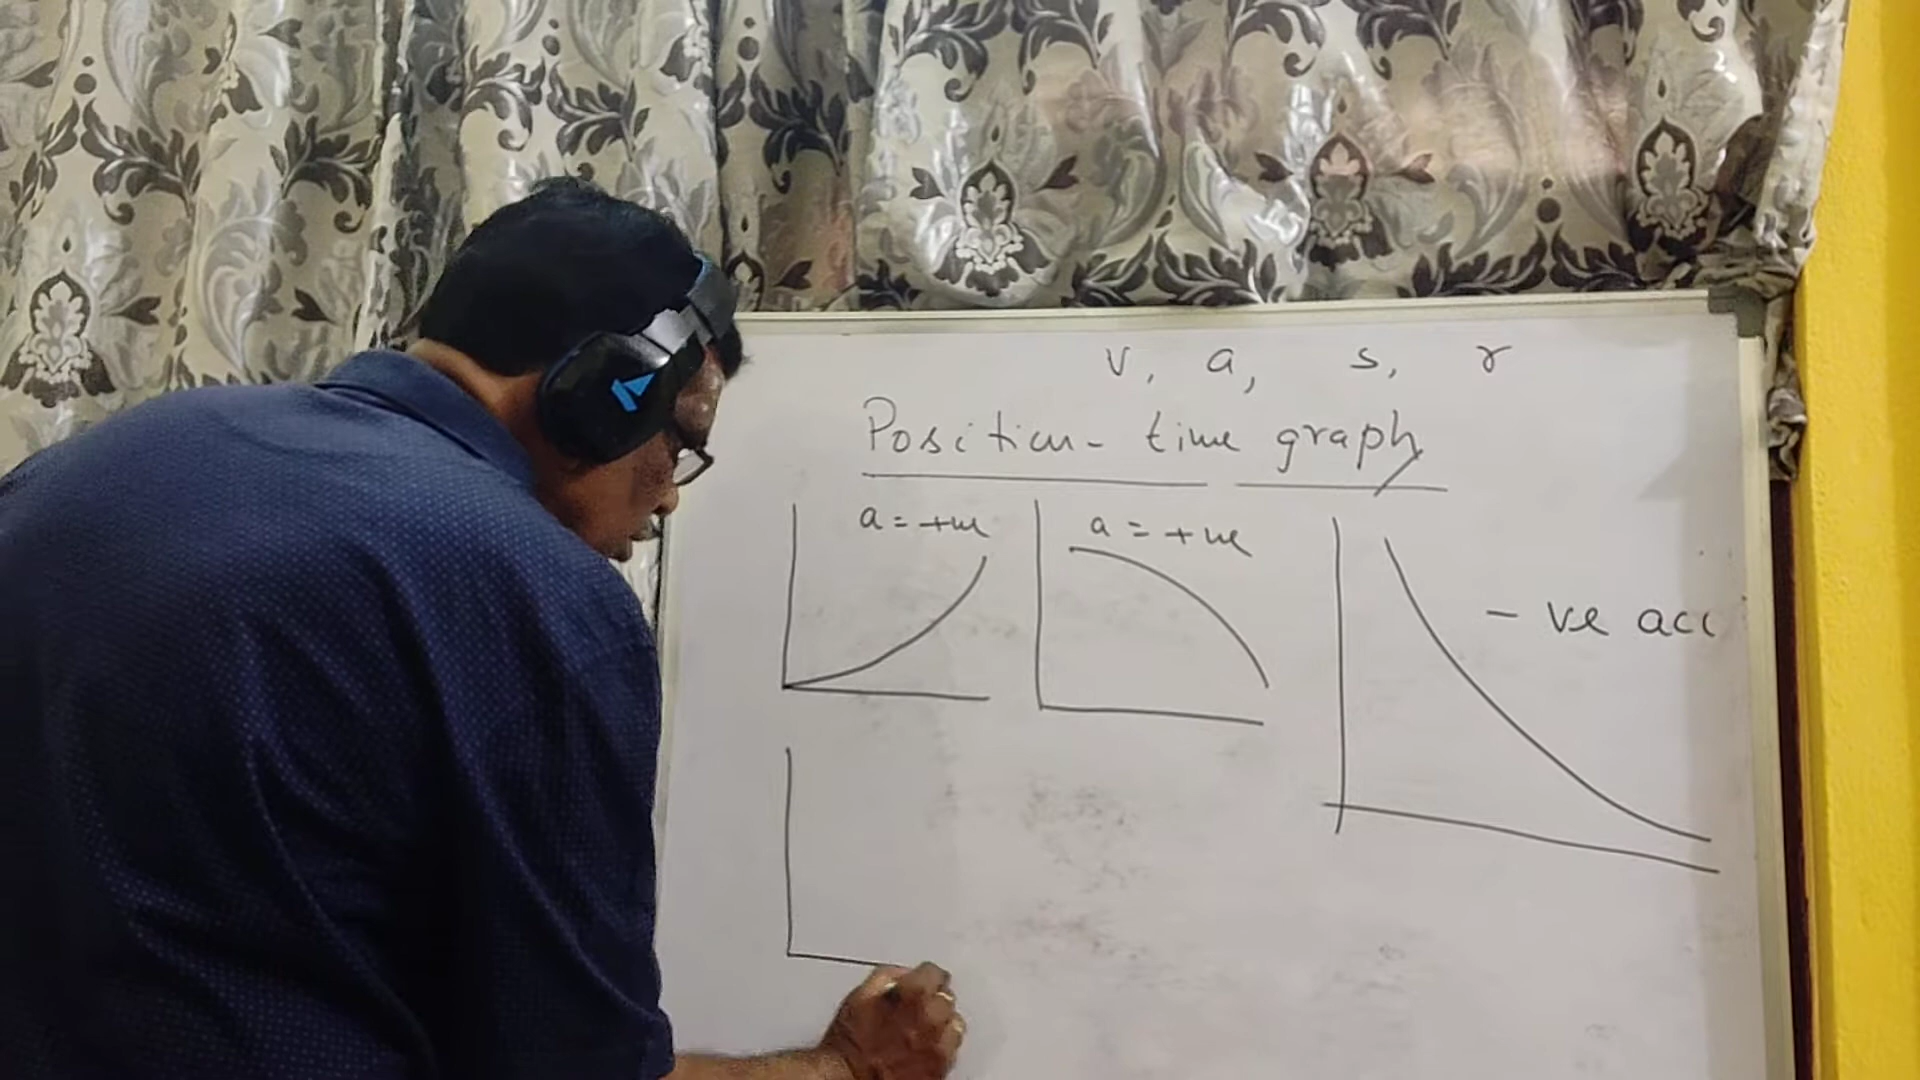 v, a, s, r
Position - time graph
a = +ve
a = +ve
- ve acc